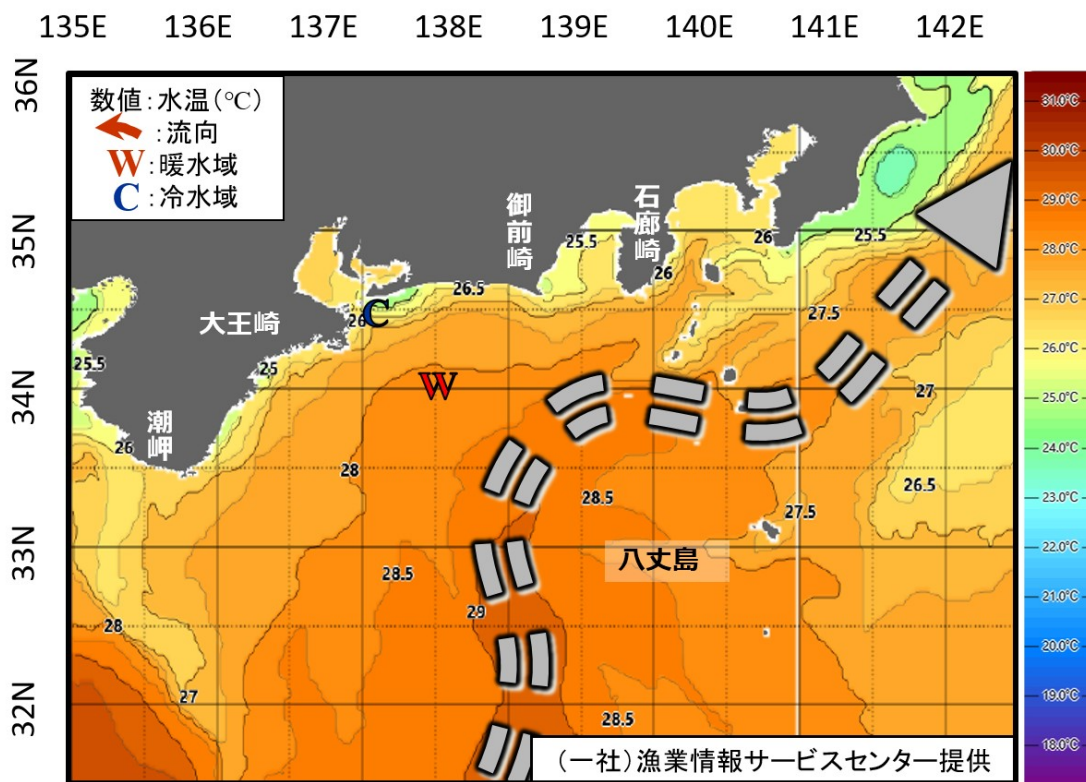 135E 136E 137E 138E 139E 140E 141E 142E
36N
35N
34N
33N
32N
数値:水温(℃)
:流向
W:暖水域
C:冷水域
御前崎
石廊崎
大王崎
潮岬
八丈島
C
W
25.5
26
25.5
26.5
26
26
27.5
25.5
25
26
27
28
28.5
26.5
27.5
28.5
29
28
27
28.5
31.0°C
30.0°C
29.0°C
28.0°C
27.0°C
26.0°C
25.0°C
24.0°C
23.0°C
22.0°C
21.0°C
20.0°C
19.0°C
18.0°C
(一社)漁業情報サービスセンター提供